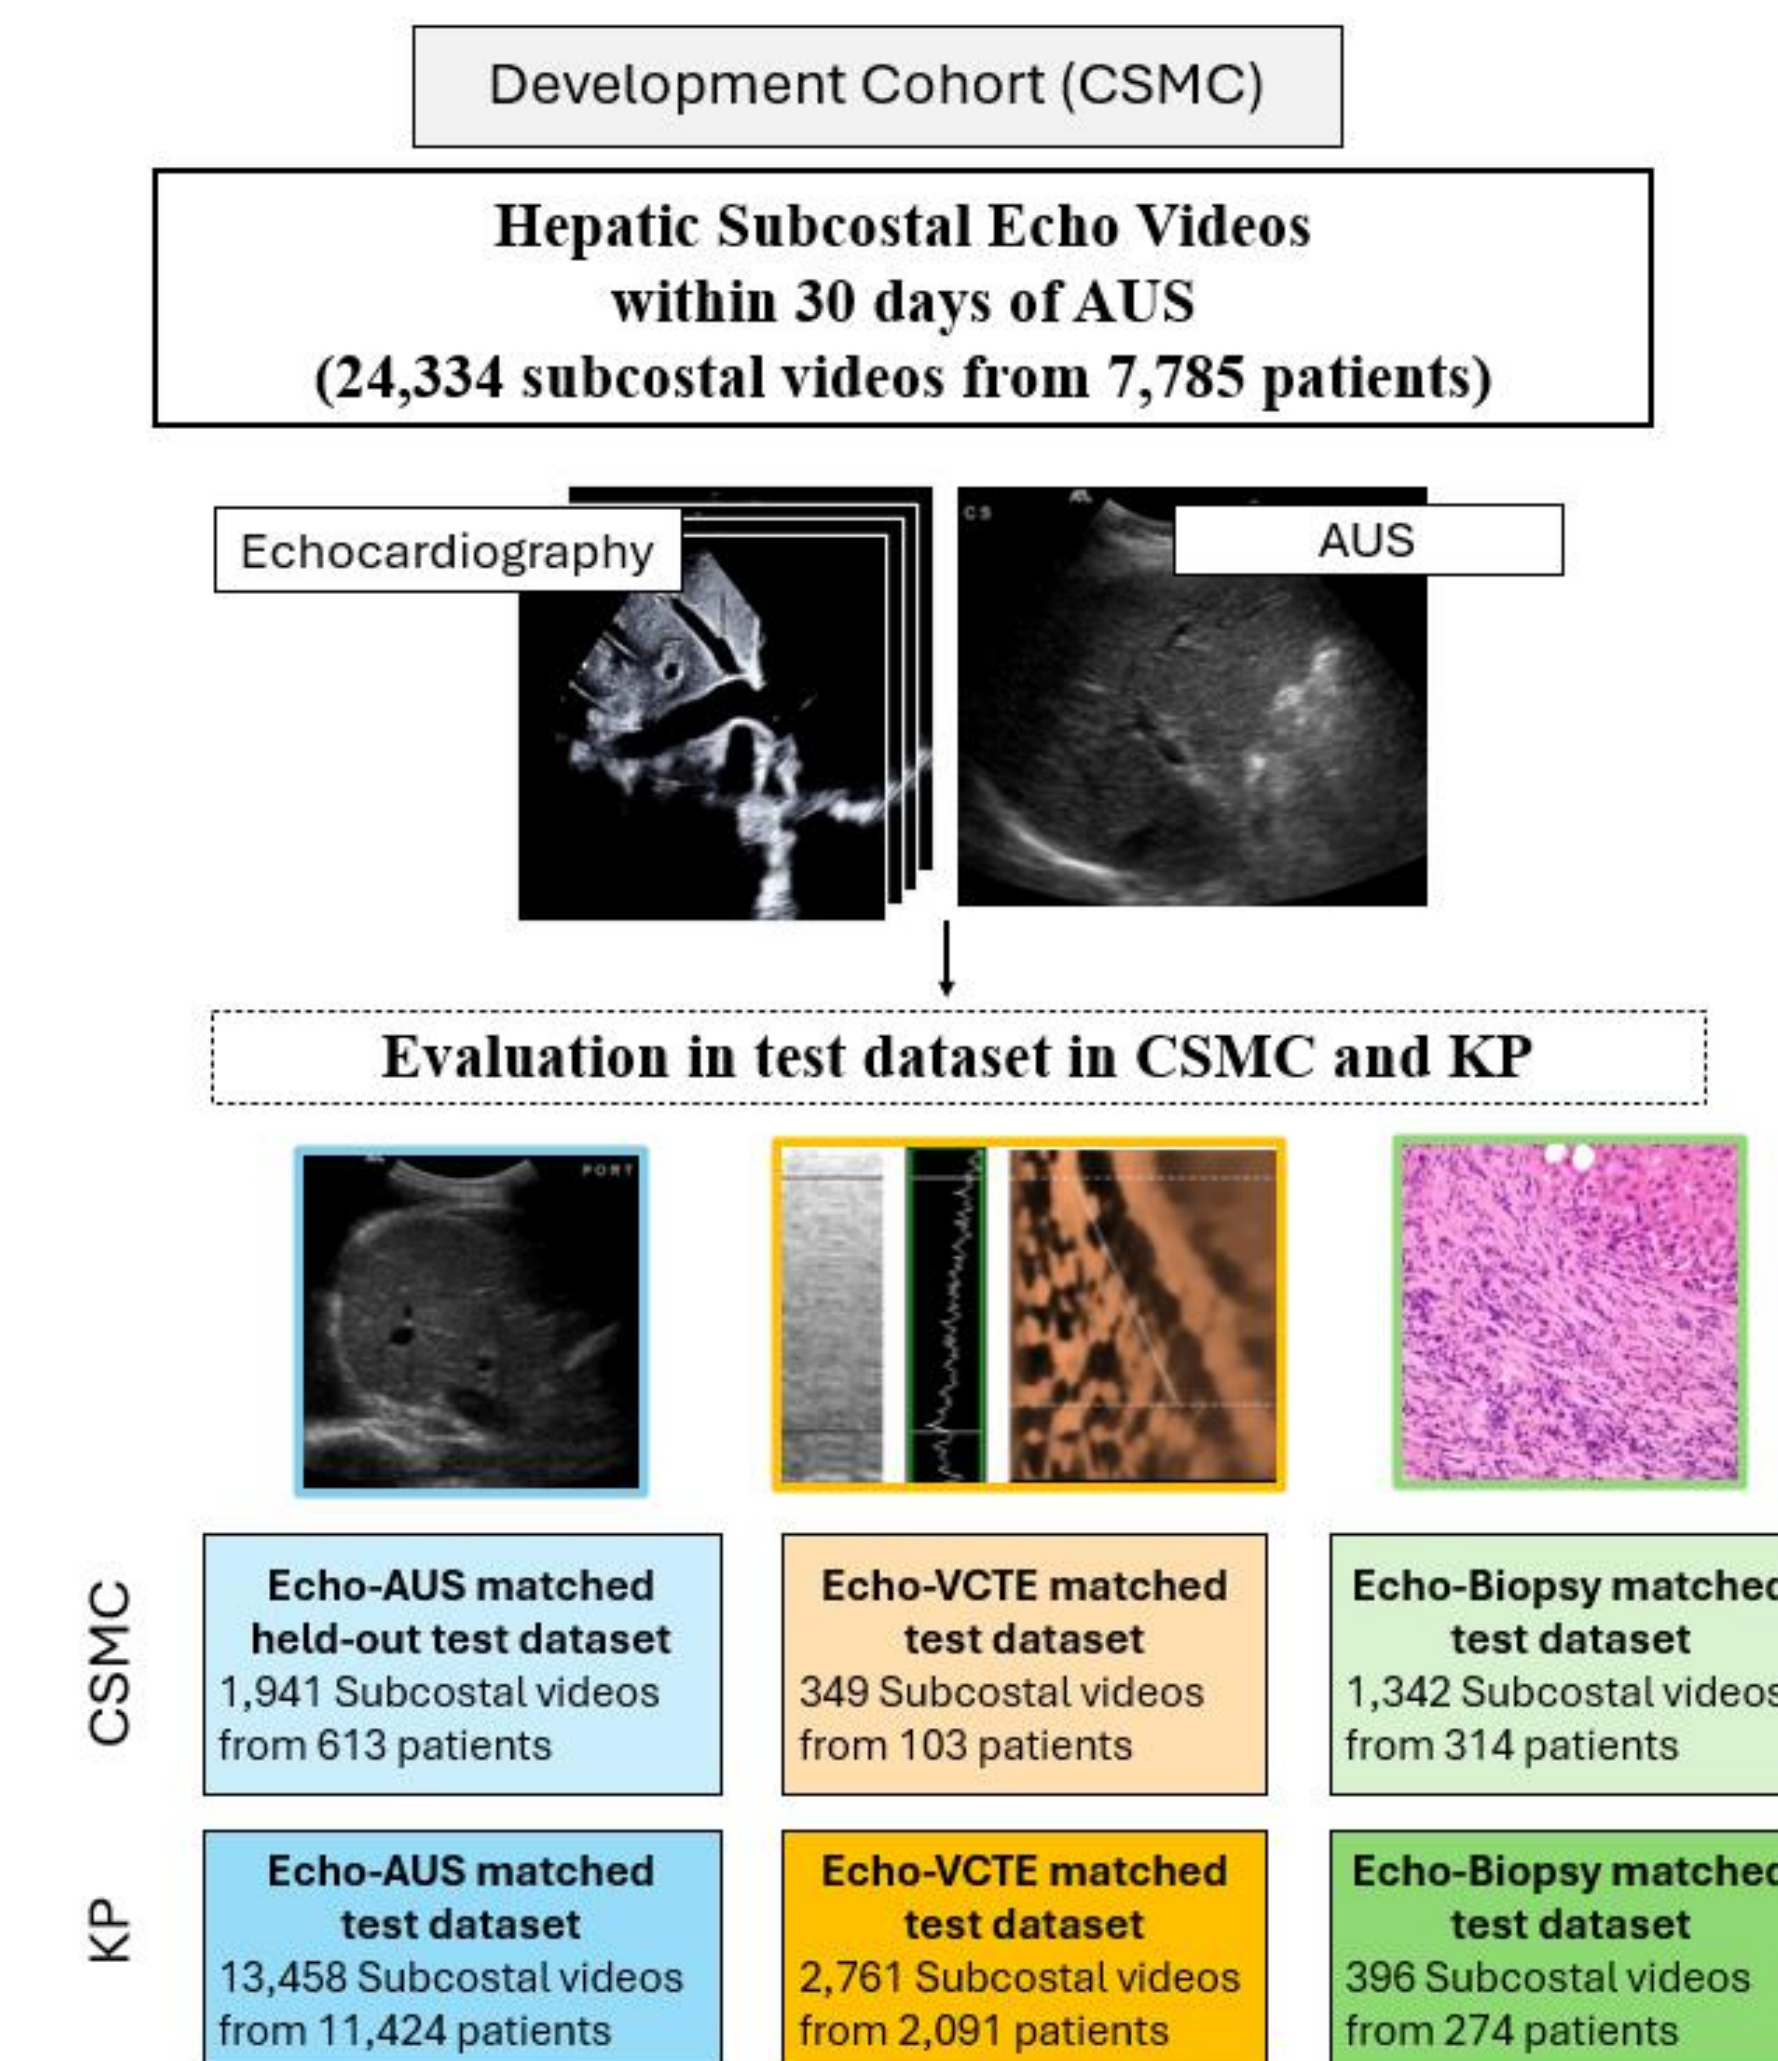 Development Cohort (CSMC)
Hepatic Subcostal Echo Videos
within 30 days of AUS
(24,334 subcostal videos from 7,785 patients)
Echocardiography
CS
AUS
Evaluation in test dataset in CSMC and KP
PORT
CSMC
Echo-AUS matched
held-out test dataset
1,941 Subcostal videos
from 613 patients
Echo-VCTE matched
test dataset
349 Subcostal videos
from 103 patients
Echo-Biopsy matched
test dataset
1,342 Subcostal videos
from 314 patients
KP
Echo-AUS matched
test dataset
13,458 Subcostal videos
from 11,424 patients
Echo-VCTE matched
test dataset
2,761 Subcostal videos
from 2,091 patients
Echo-Biopsy matched
test dataset
396 Subcostal videos
from 274 patients